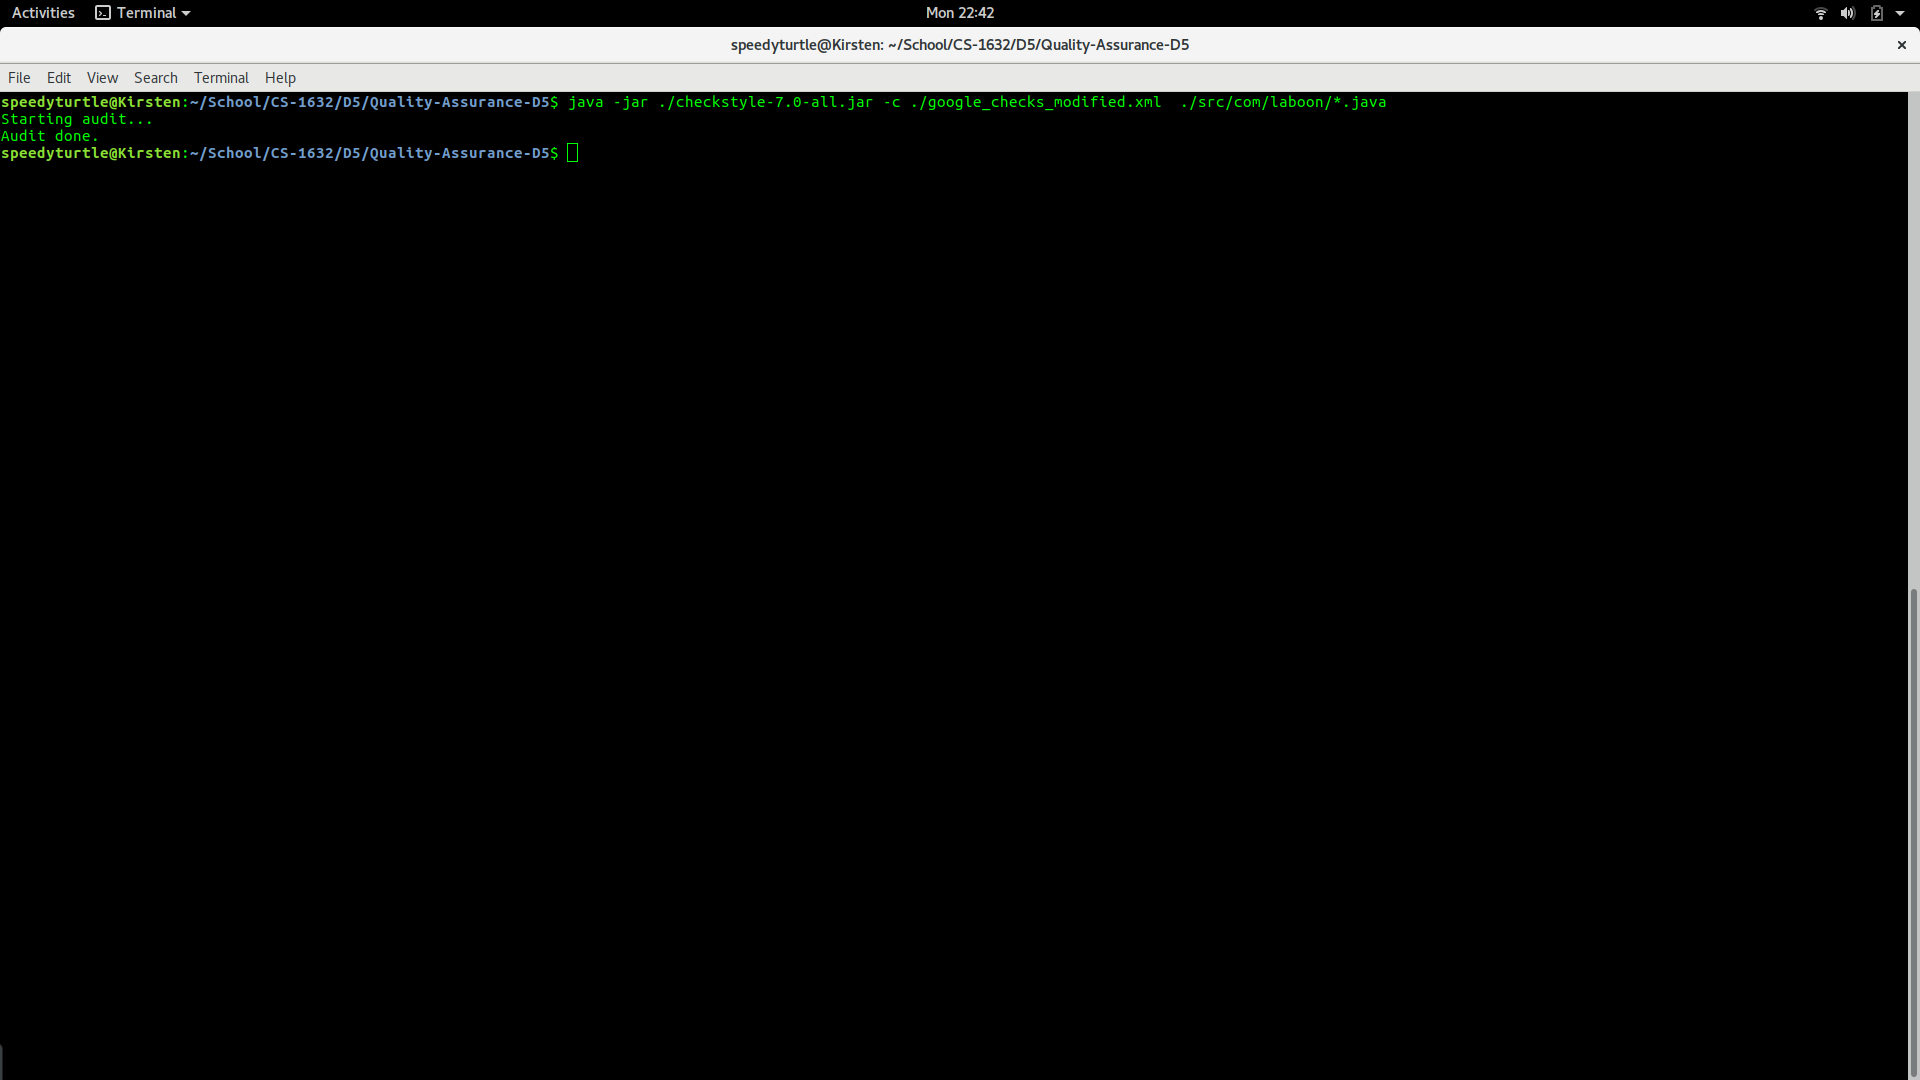 Activities Terminal Mon 22:42
speedyturtle@Kirsten: ~/School/CS-1632/D5/Quality-Assurance-D5
File Edit View Search Terminal Help
speedyturtle@Kirsten:~/School/CS-1632/D5/Quality-Assurance-D5$ java -jar ./checkstyle-7.0-all.jar -c ./google_checks_modified.xml  ./src/com/laboon/*.java
Starting audit...
Audit done.
speedyturtle@Kirsten:~/School/CS-1632/D5/Quality-Assurance-D5$